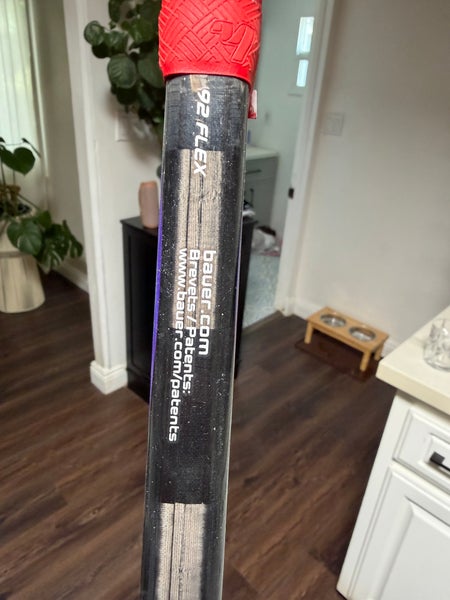 92 FLEX
bauer.com
Brevets / Patents:
www.bauer.com/patents